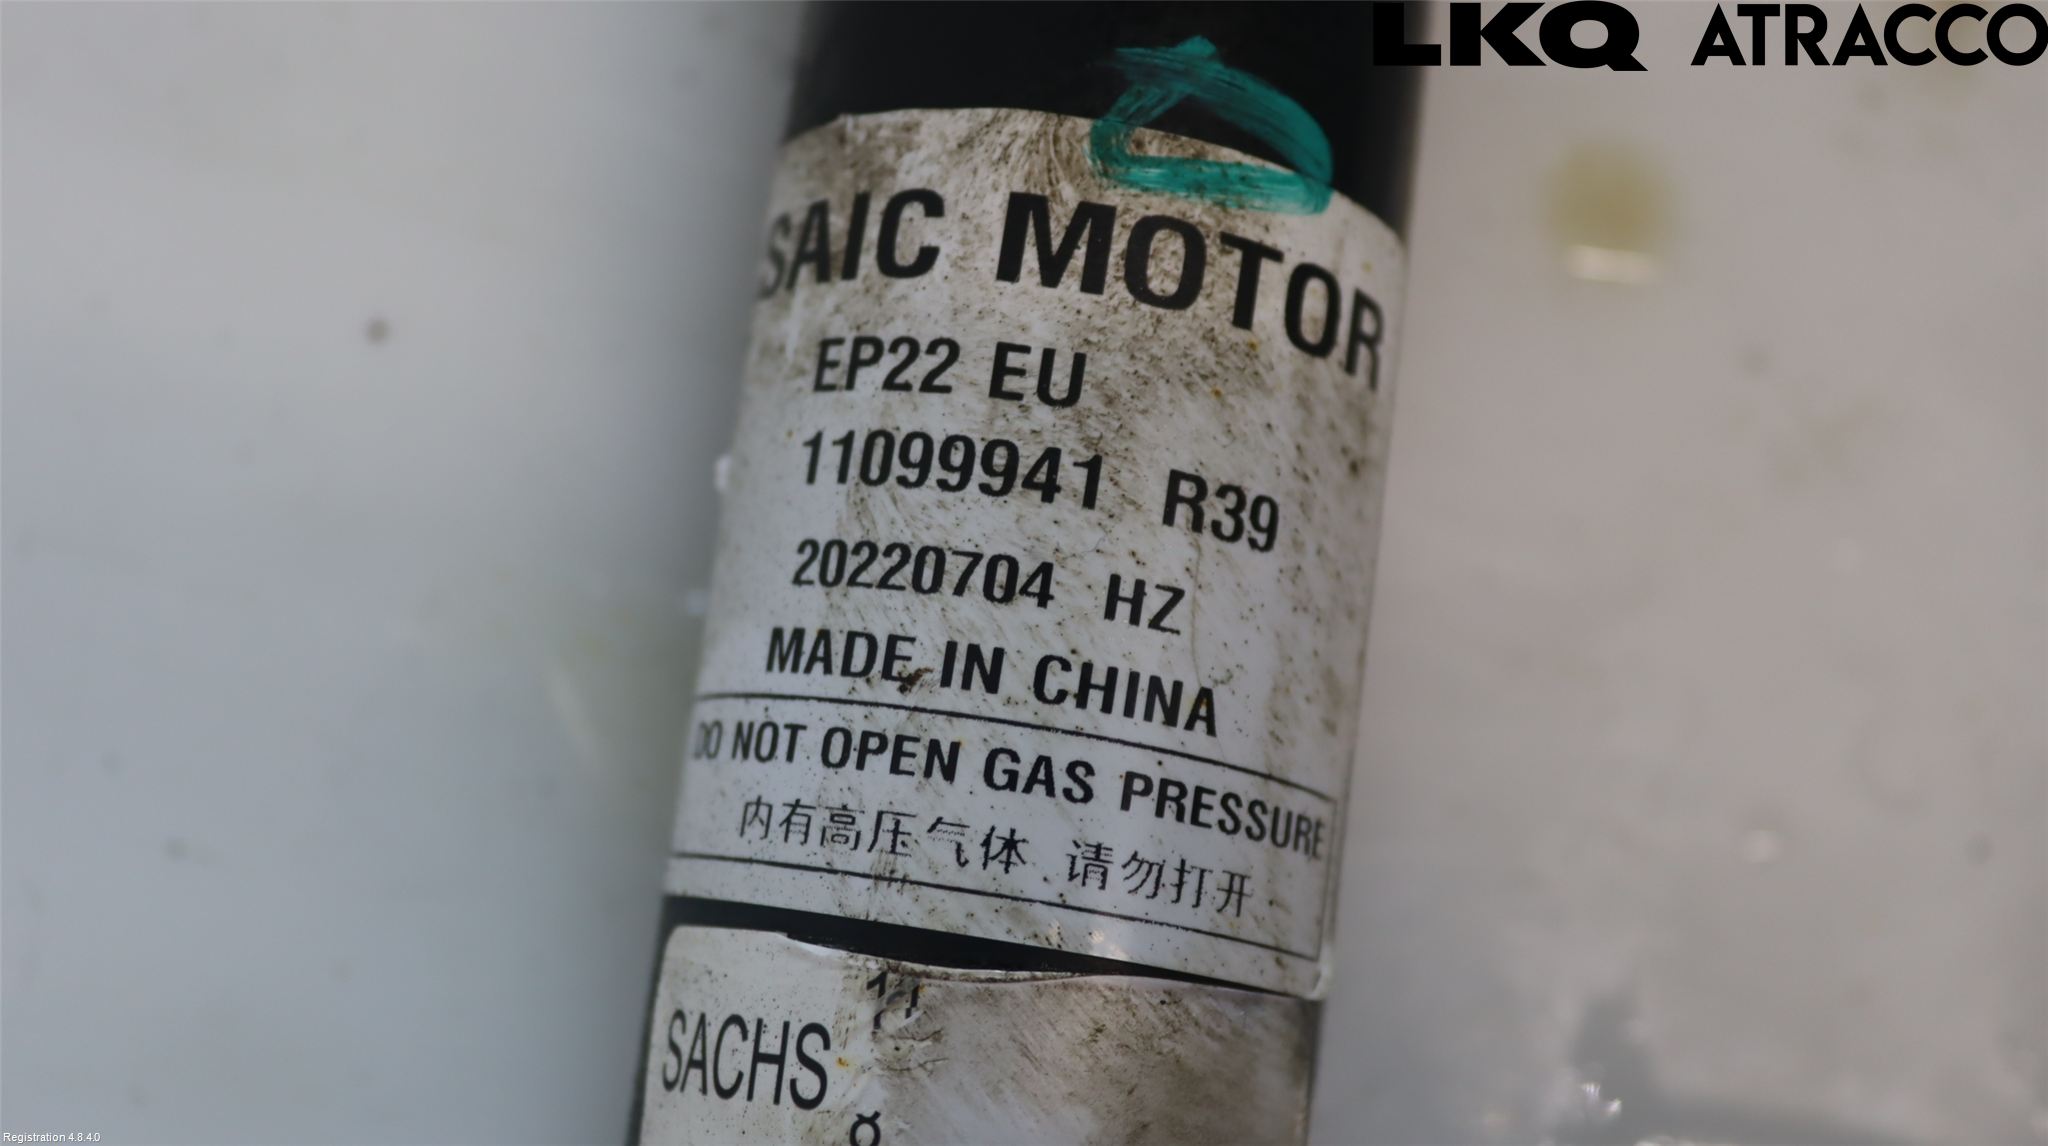 LKQ ATRACCO
SAIC MOTOR
EP22 EU
11099941 R39
20220704 HZ
MADE IN CHINA
DO NOT OPEN GAS PRESSURE
内有高压气体 请勿打开
SACHS
Registration 4.8.4.0